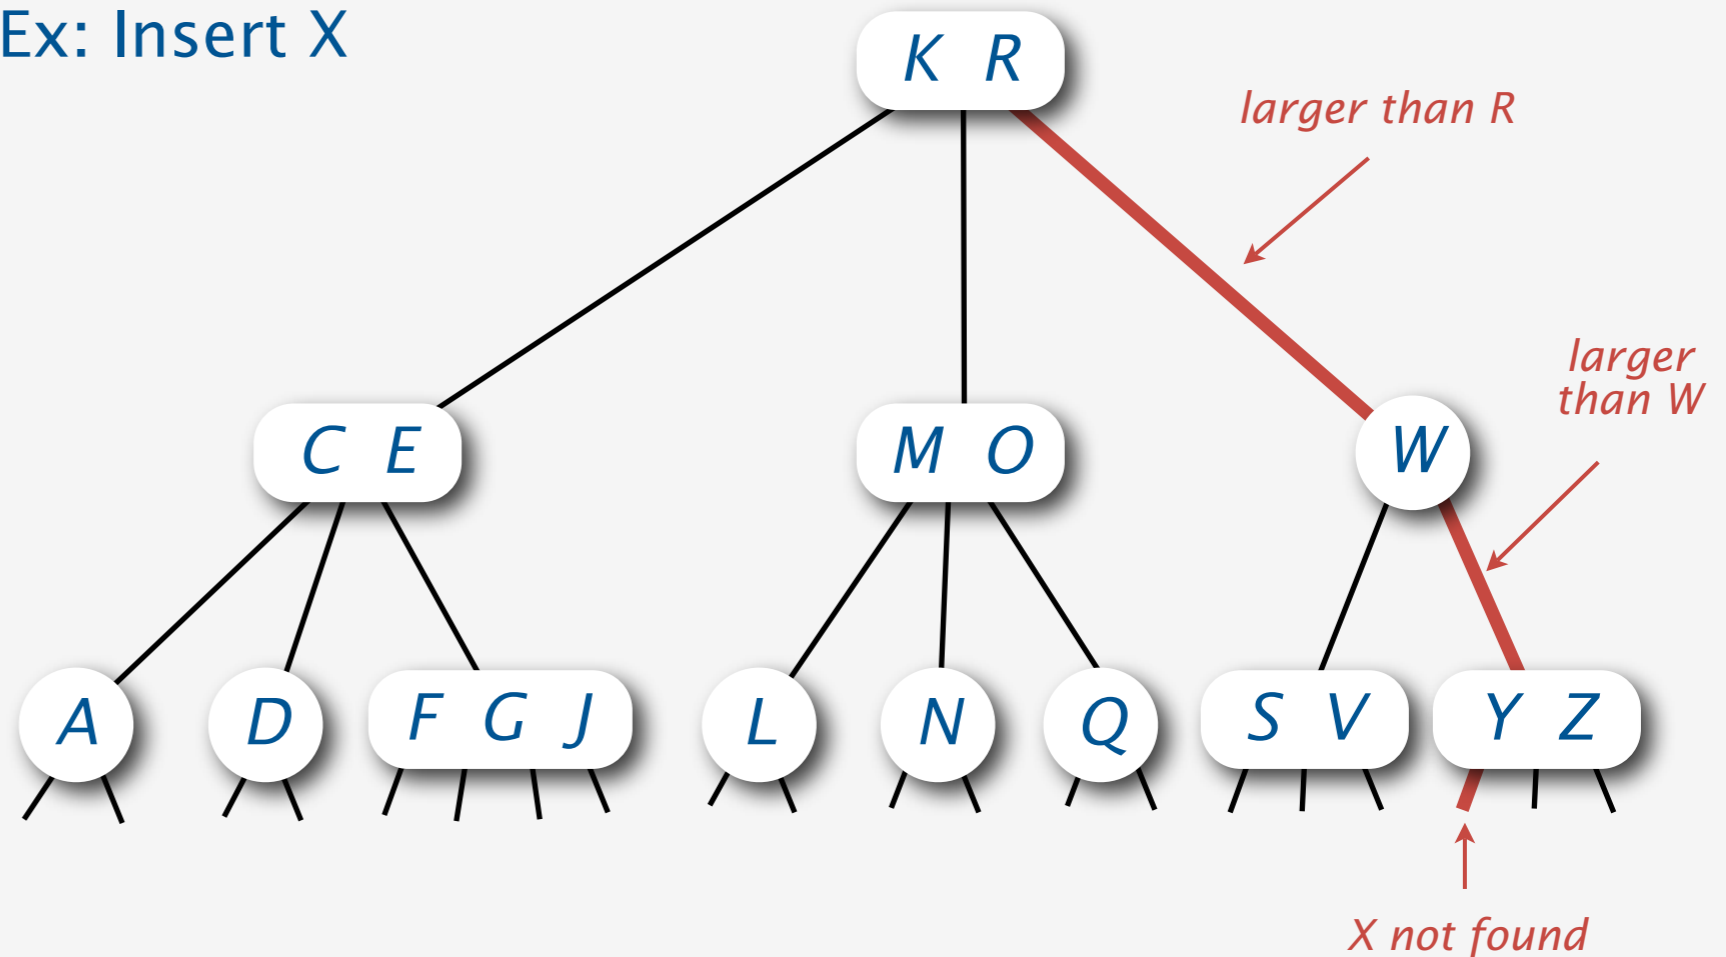 Ex: Insert X
K R
larger than R
larger
than W
C E
M O
W
A
D
F G J
L
N
Q
S V
Y Z
X not found